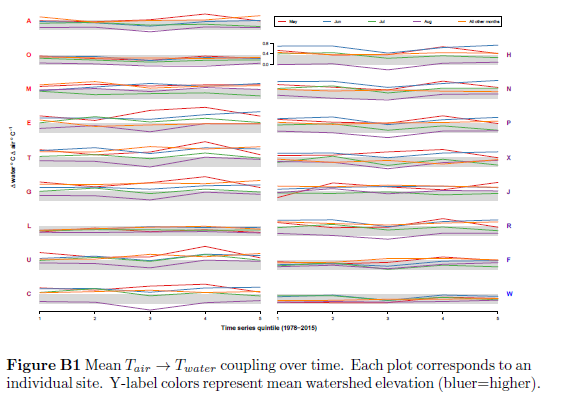 May Jun Jul Aug All other months
A
O
M
E
T
G
L
U
C
0.8
0.4
0.0
H
N
P
X
J
R
F
W
Δ water ° C Δ air ° C⁻¹
1 2 3 4 5
1 2 3 4 5
Time series quintile (1978−2015)
Figure B1 Mean T_air → T_water coupling over time. Each plot corresponds to an
individual site. Y-label colors represent mean watershed elevation (bluer=higher).